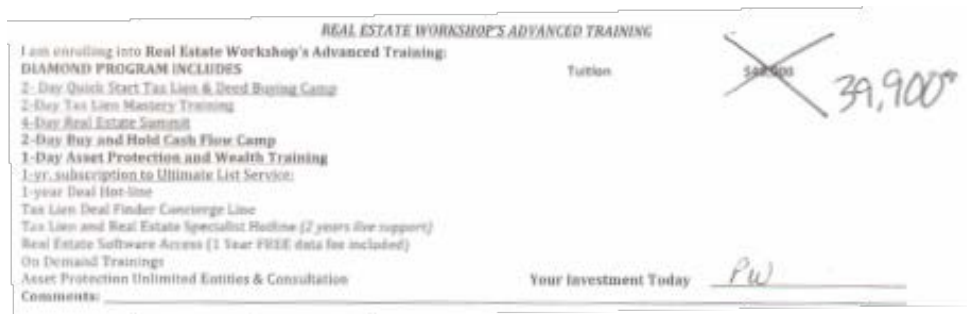 REAL ESTATE WORKSHOP'S ADVANCED TRAINING
I am enrolling into Real Estate Workshop's Advanced Training:
DIAMOND PROGRAM INCLUDES Tuition 39,900
2- Day Quick Start Tax Lien & Deed Buying Camp
2-Day Tax Lien Mastery Training
4-Day Real Estate Summit
2-Day Buy and Hold Cash Flow Camp
1-Day Asset Protection and Wealth Training
1-yr. subscription to Ultimate List Service:
1-year Deal Hot-line
Tax Lien Deal Finder Concierge Line
Tax Lien and Real Estate Specialist Hotline (2 years live support)
Real Estate Software Access (1 Year FREE data fee included)
On Demand Trainings
Asset Protection Unlimited Entities & Consultation Your Investment Today PW
Comments: